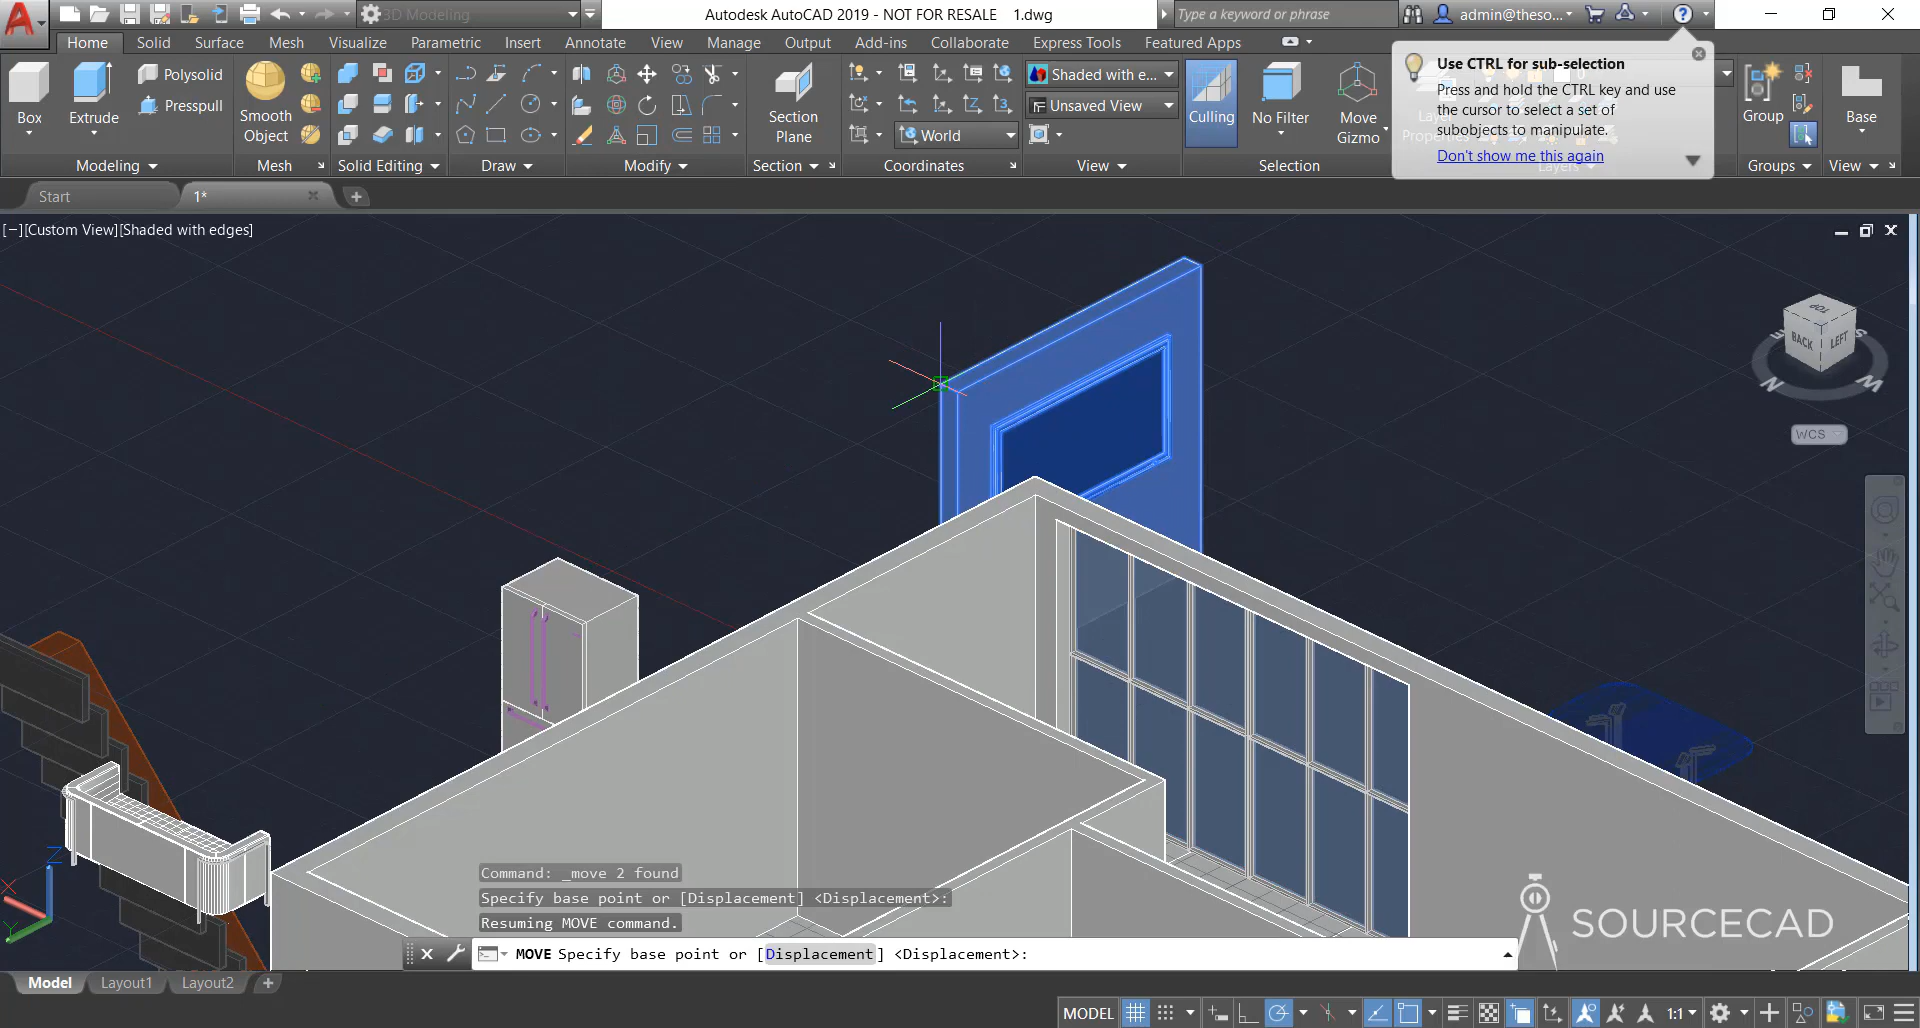 3D Modeling
Autodesk AutoCAD 2019 - NOT FOR RESALE 1.dwg
Type a keyword or phrase
admin@theso...
Home Solid Surface Mesh Visualize Parametric Insert Annotate View Manage Output Add-ins Collaborate Express Tools Featured Apps
Use CTRL for sub-selection
Press and hold the CTRL key and use
the cursor to select a set of
subobjects to manipulate.
Don't show me this again
Box
Extrude
Polysolid
Presspull
Smooth
Object
Section
Plane
World
Shaded with e...
Unsaved View
Culling
No Filter
Move
Gizmo
Group
Base
Modeling
Mesh
Solid Editing
Draw
Modify
Section
Coordinates
View
Selection
Layers
Groups
View
Start
1*
[−][Custom View][Shaded with edges]
TOP
BACK
LEFT
N
WCS
Z
X
Y
Command: _move 2 found
Specify base point or [Displacement] <Displacement>:
Resuming MOVE command.
MOVE Specify base point or [Displacement] <Displacement>:
SOURCECAD
Model Layout1 Layout2
MODEL
1:1